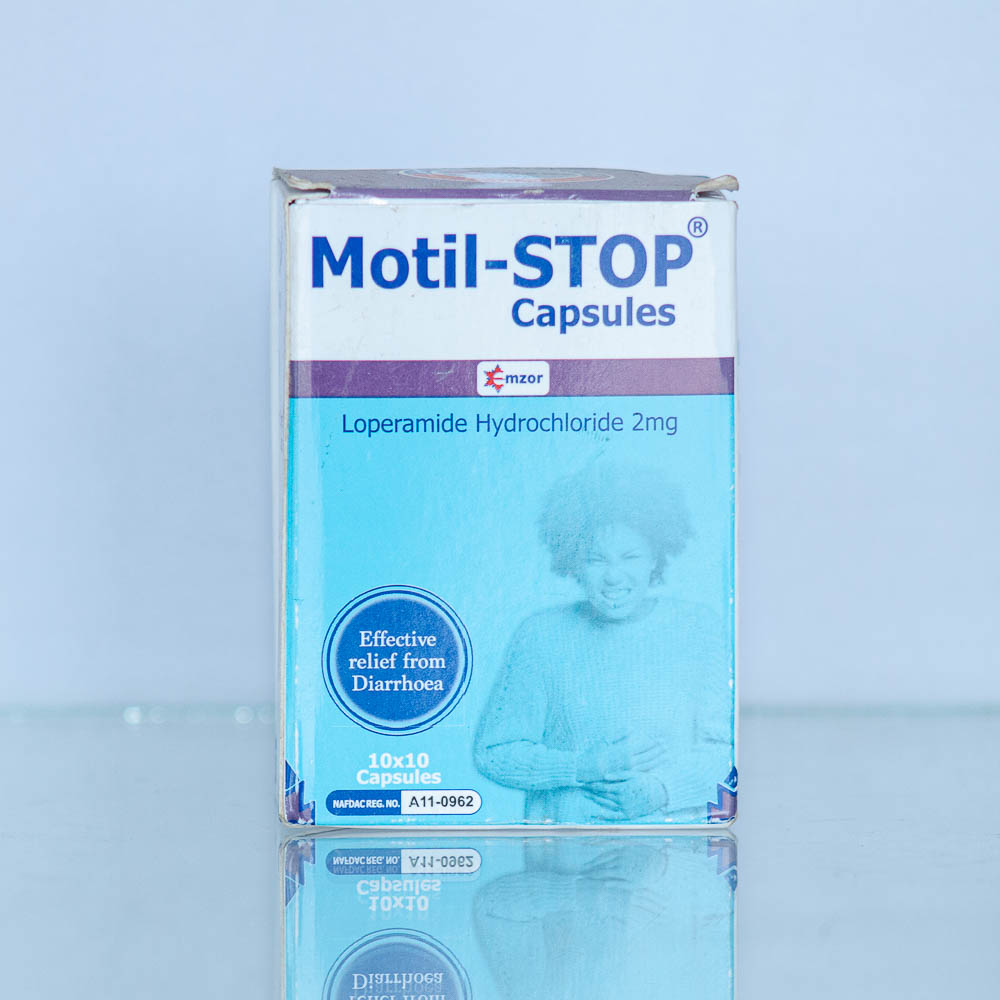 Motil-STOP®
Capsules
Emzor
Loperamide Hydrochloride 2mg
Effective
relief from
Diarrhoea
10x10
Capsules
NAFDAC REG. NO. A11-0962